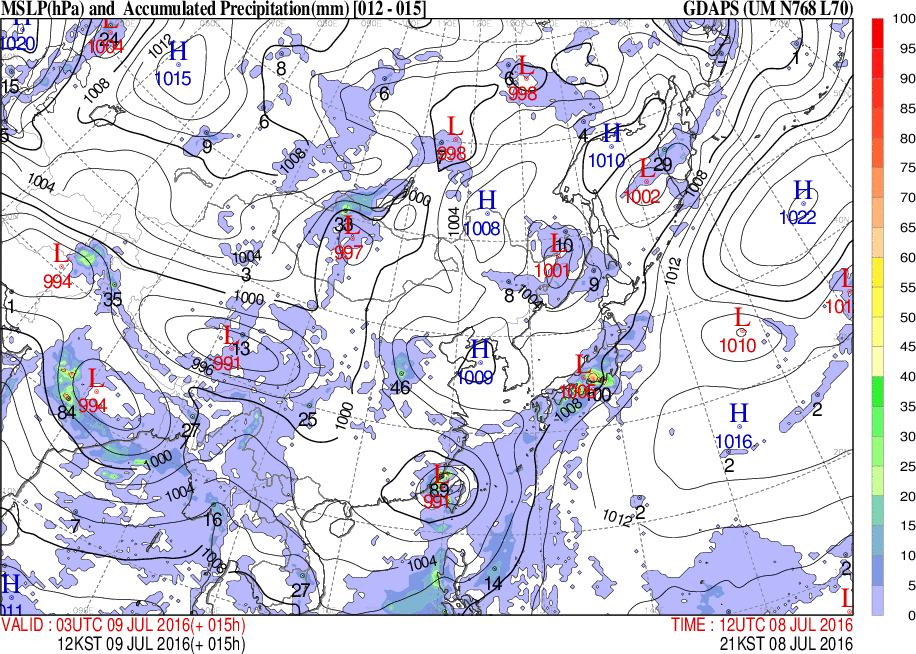 MSLP(hPa) and Accumulated Precipitation(mm) [012 - 015] GDAPS (UM N768 L70)
H 1020
24
L 1004
1012
H 1015
8
6
L 998
7
1
100
95
90
85
80
75
70
65
60
55
50
45
40
35
30
25
20
15
10
5
0
15
1008
6
6
9
1008
L 998
4
H 1010
29
L 1002
1008
H 1022
1004
1000
1004
H 1008
L 997
10
L 1001
9
8
1004
1012
L 994
1004
3
1000
35
1
L 1010
L 991
13
996
H 1009
46
L
1008
L 994
84
27
25
1000
H 1016
2
2
1000
1004
L 991
89
7
16
1008
1012
2
1004
14
27
H 011
2
L
VALID : 03UTC 09 JUL 2016(+ 015h) TIME : 12UTC 08 JUL 2016
12KST 09 JUL 2016(+ 015h) 21KST 08 JUL 2016